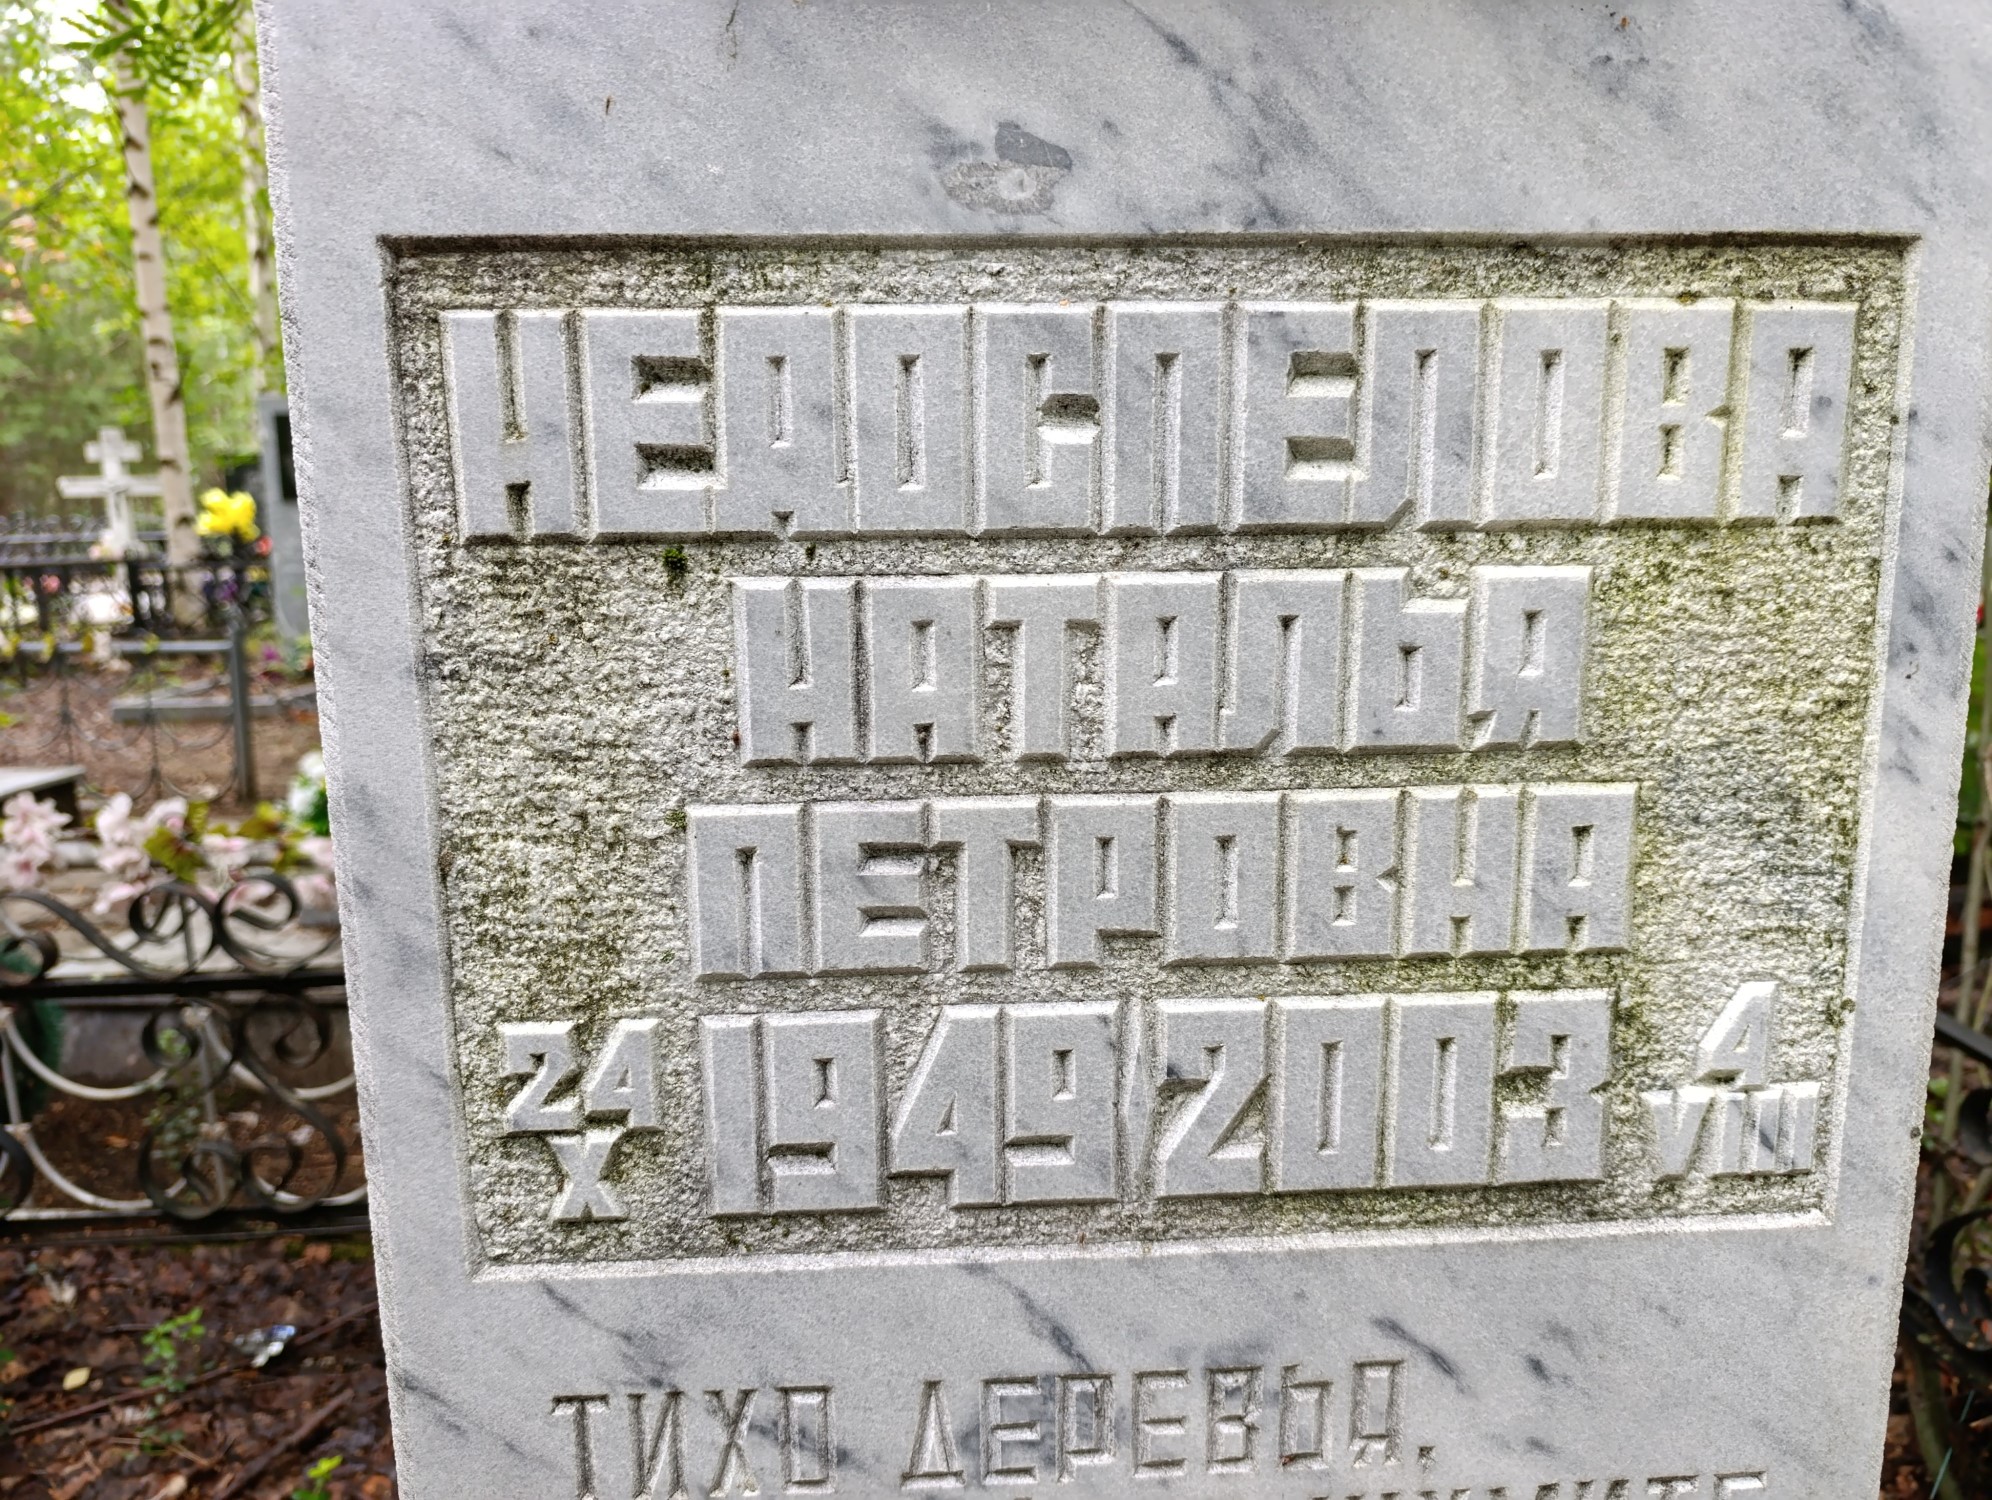 НЕДОСПЕЛОВА
НАТАЛЬЯ
ПЕТРОВНА
24 X 1949/2003 4 VIII
ТИХО ДЕРЕВЬЯ,